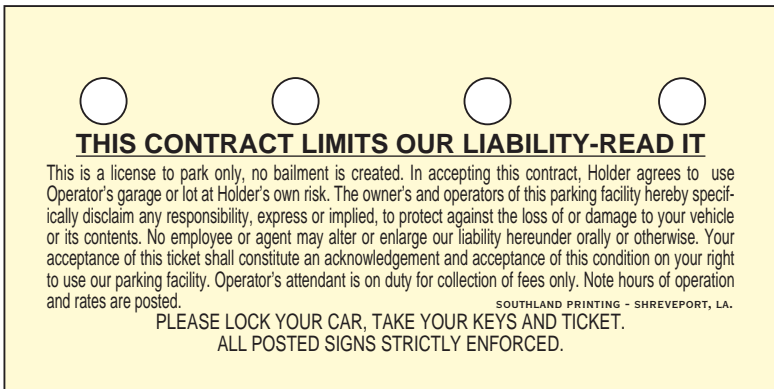 THIS CONTRACT LIMITS OUR LIABILITY-READ IT
This is a license to park only, no bailment is created. In accepting this contract, Holder agrees to use
Operator's garage or lot at Holder's own risk. The owner's and operators of this parking facility hereby specif-
ically disclaim any responsibility, express or implied, to protect against the loss of or damage to your vehicle
or its contents. No employee or agent may alter or enlarge our liability hereunder orally or otherwise. Your
acceptance of this ticket shall constitute an acknowledgement and acceptance of this condition on your right
to use our parking facility. Operator's attendant is on duty for collection of fees only. Note hours of operation
and rates are posted. SOUTHLAND PRINTING - SHREVEPORT, LA.
PLEASE LOCK YOUR CAR, TAKE YOUR KEYS AND TICKET.
ALL POSTED SIGNS STRICTLY ENFORCED.